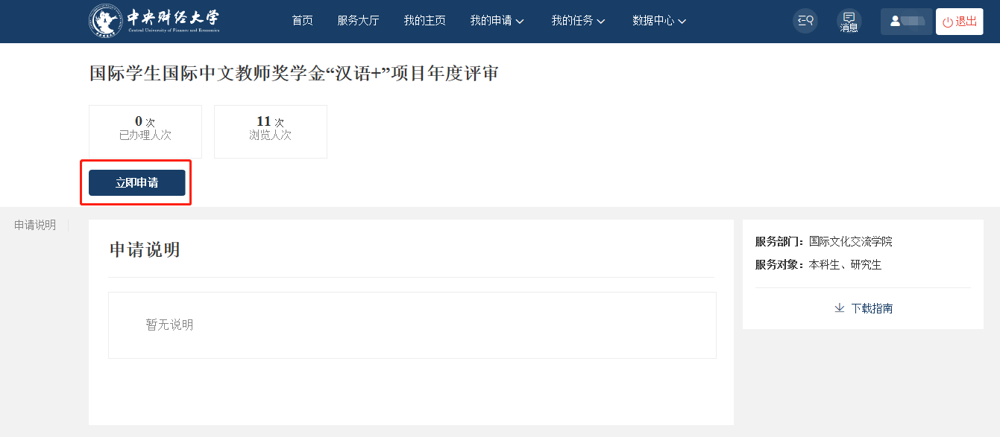 中央财经大学
Central University of Finance and Economics
首页 服务大厅 我的主页 我的申请 我的任务 数据中心 消息 退出
国际学生国际中文教师奖学金“汉语+”项目年度评审
0 次 11 次
已办理人次 浏览人次
立即申请
申请说明
申请说明
暂无说明
服务部门：国际文化交流学院
服务对象：本科生、研究生
下载指南